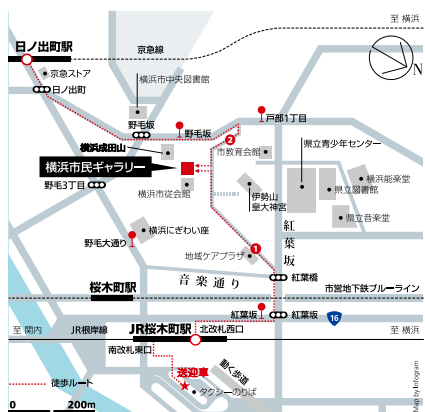 至 横浜
日ノ出町駅
京急線
京急ストア
横浜市中央図書館
N
日ノ出町
戸部1丁目
野毛坂
野毛坂
2
県立青少年センター
横浜成田山
市教育会館
横浜市民ギャラリー
横浜能楽堂
野毛3丁目
横浜市従会館
伊勢山
皇大神宮
県立図書館
県立音楽堂
紅葉坂
横浜にぎわい座
野毛大通り
1
地域ケアプラザ
音楽通り
紅葉橋
桜木町駅
市営地下鉄ブルーライン
紅葉坂
紅葉坂
16
至 関内
JR根岸線
JR桜木町駅
北改札西口
至 横浜
南改札東口
送迎車
動く歩道
徒歩ルート
タクシーのりば
0
200m
Map by Infogram